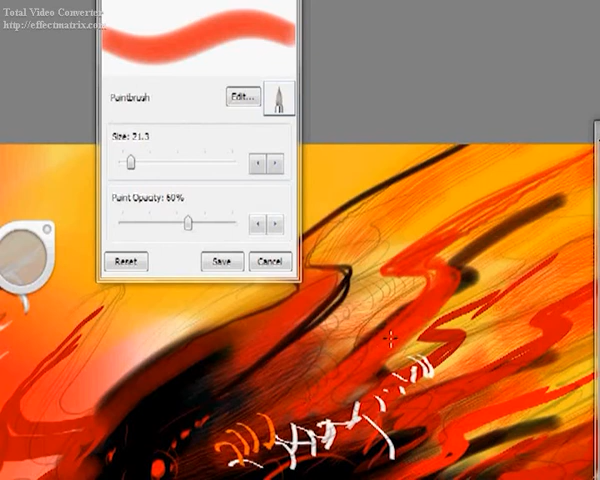 Total Video Converter
http://effectmatrix.com
Paintbrush
Edit...
Size: 21.3
Paint Opacity: 60%
Reset
Save
Cancel